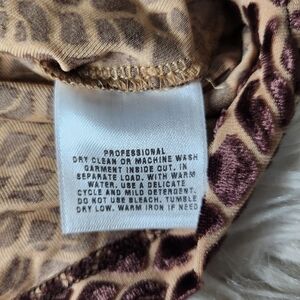 PROFESSIONAL
DRY CLEAN OR MACHINE WASH
GARMENT INSIDE OUT. IN
SEPARATE LOAD. WITH WARM
WATER. USE A DELICATE
CYCLE AND MILD DETERGENT.
DO NOT USE BLEACH. TUMBLE
DRY LOW. WARM IRON IF NEED